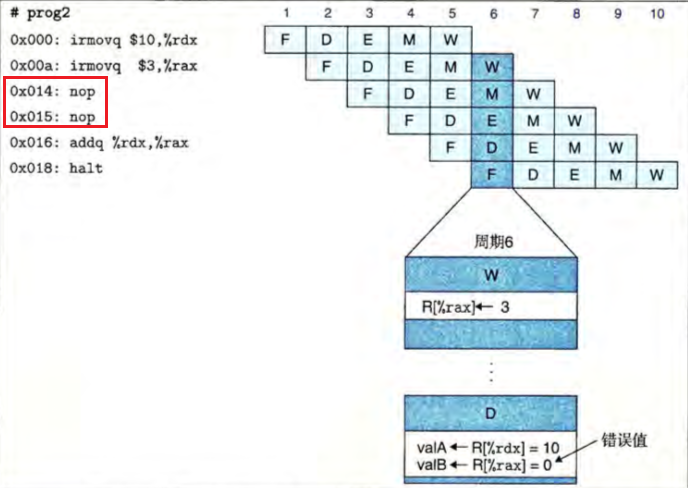 # prog2 1 2 3 4 5 6 7 8 9 10
0x000: irmovq $10,%rdx F D E M W
0x00a: irmovq $3,%rax F D E M W
0x014: nop F D E M W
0x015: nop F D E M W
0x016: addq %rdx,%rax F D E M W
0x018: halt F D E M W
周期6
W
R[%rax]← 3
⋮
D
valA ← R[%rdx] = 10
valB ← R[%rax] = 0
错误值